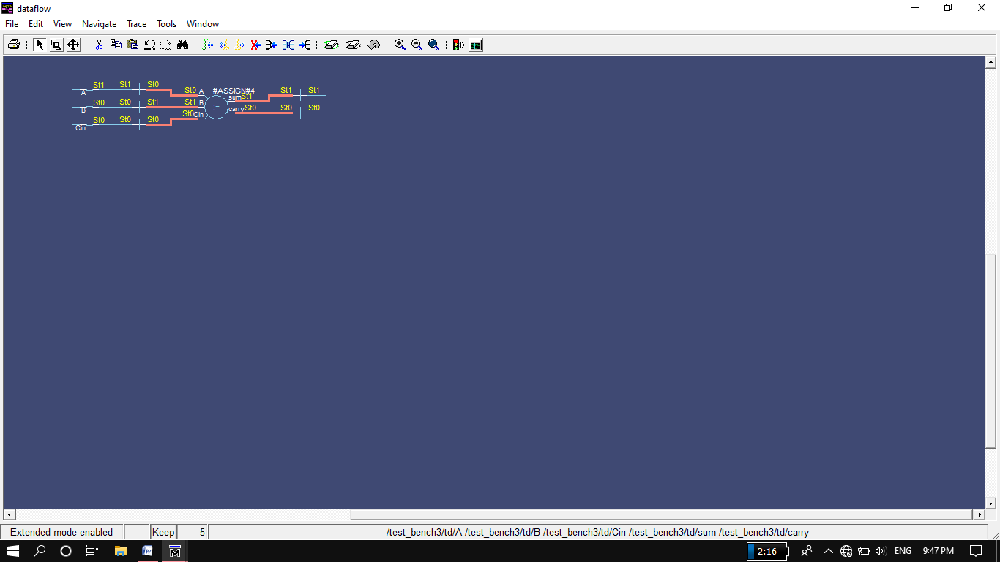 dataflow
File Edit View Navigate Trace Tools Window
St1 St1 St0 St0 A #ASSIGN#4 St1 St1
A sum St1
St0 St0 St1 St1 B
B := carry St0 St0 St0
St0 St0 St0 St0 Cin
Cin
Extended mode enabled Keep 5 /test_bench3/td/A /test_bench3/td/B /test_bench3/td/Cin /test_bench3/td/sum /test_bench3/td/carry
2:16 ENG 9:47 PM